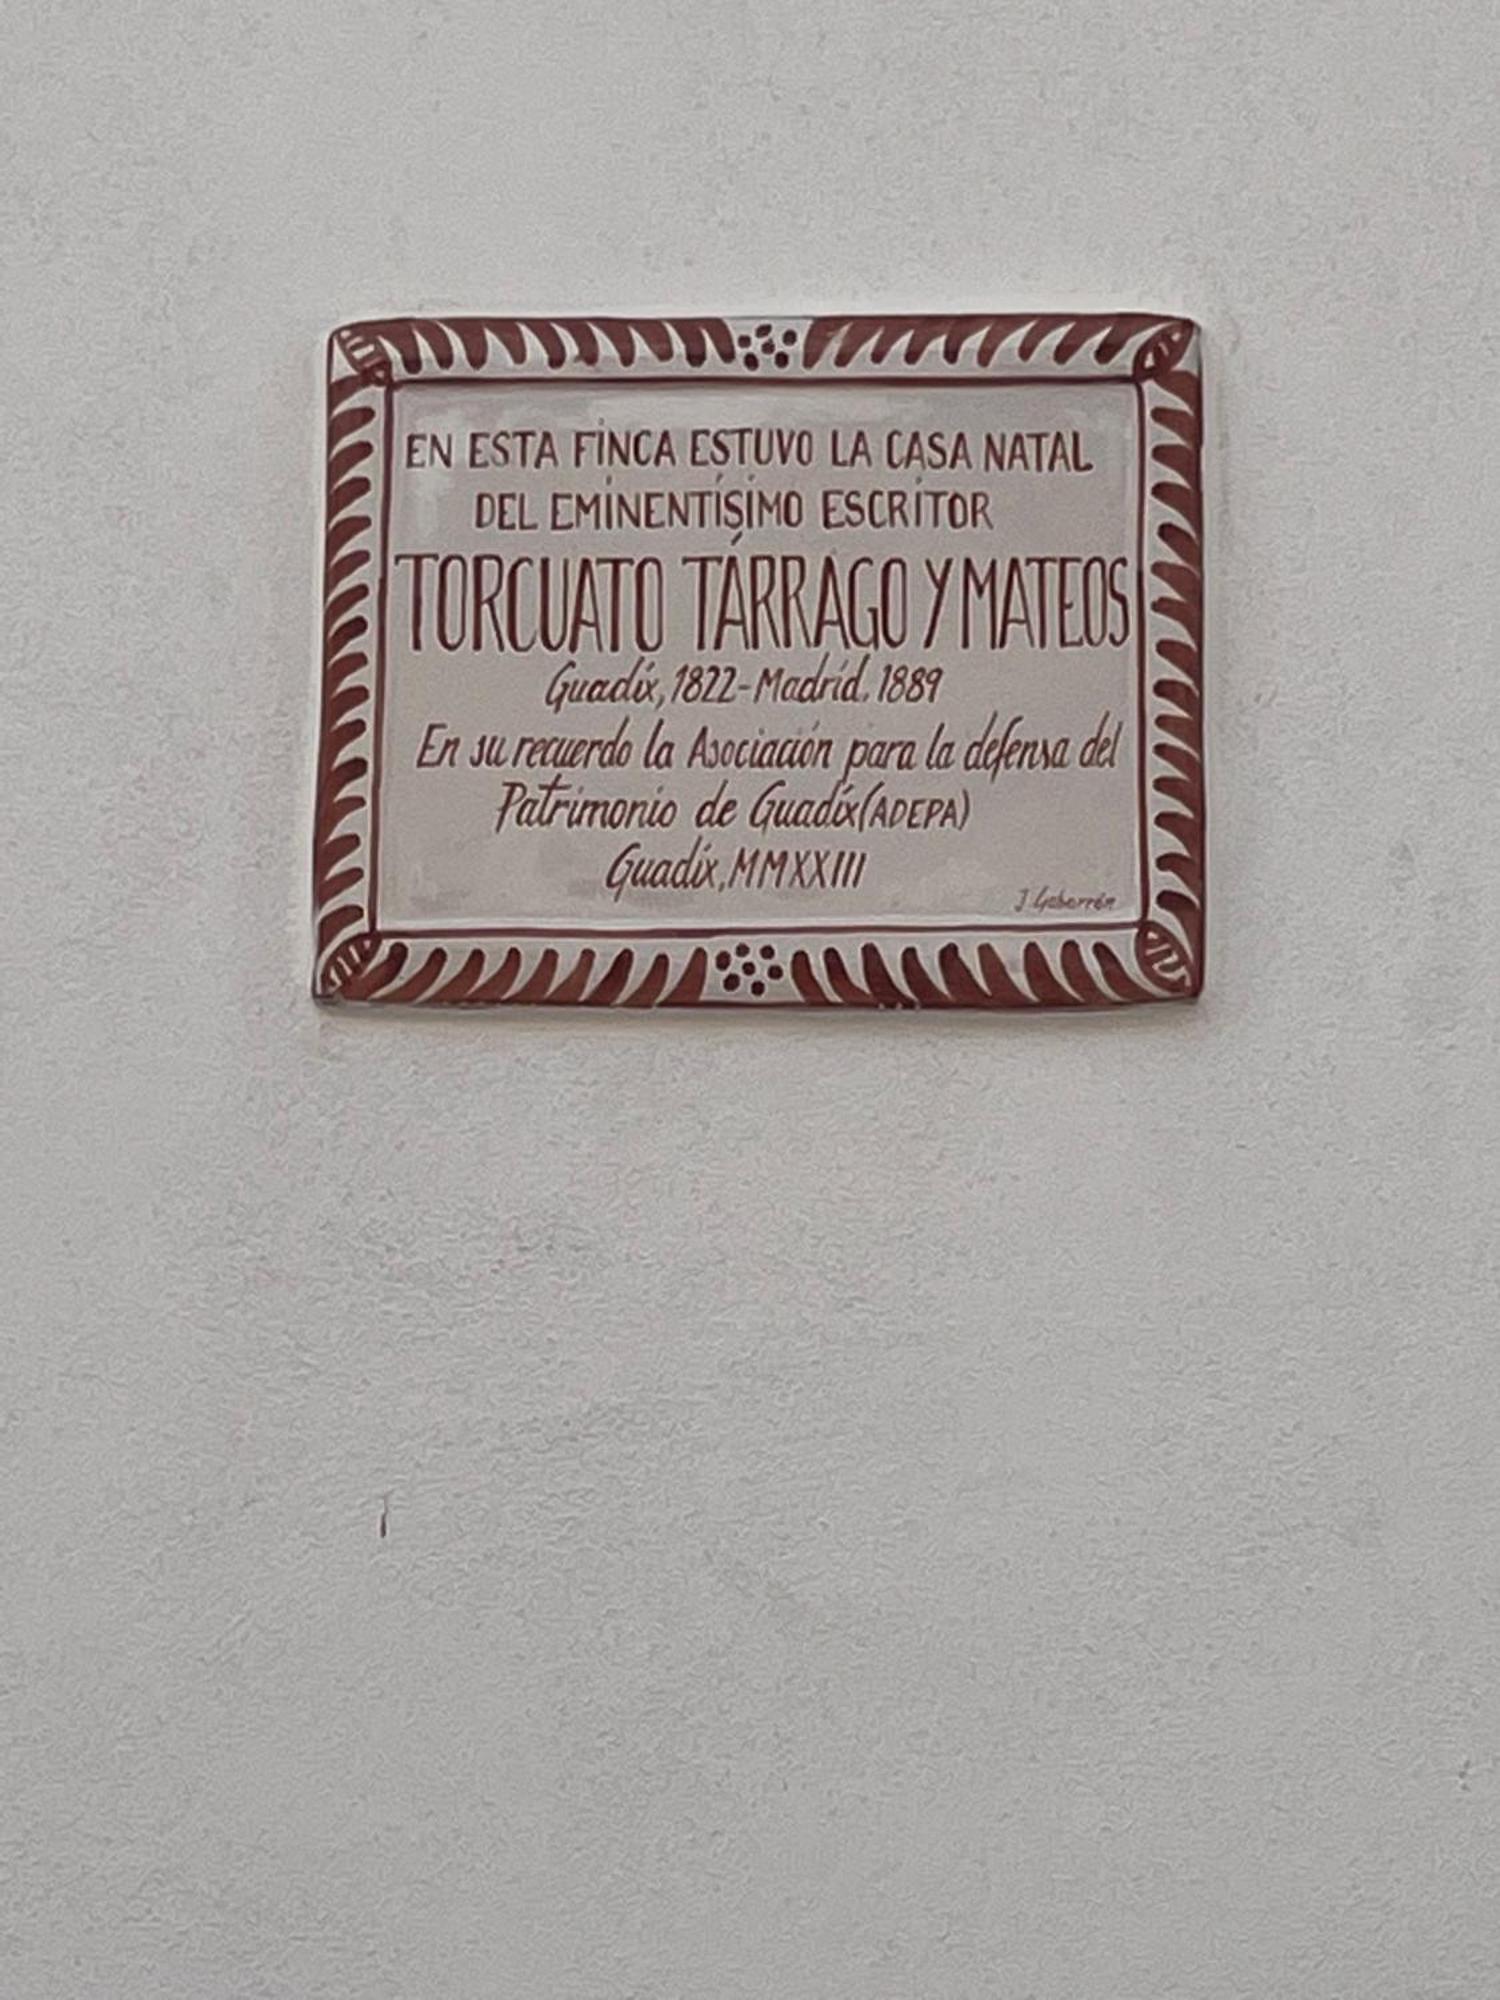 EN ESTA FINCA ESTUVO LA CASA NATAL
DEL EMINENTÍSIMO ESCRITOR
TORCUATO TÁRRAGO Y MATEOS
Guadix, 1822-Madrid. 1889
En su recuerdo la Asociación para la defensa del
Patrimonio de Guadix (ADEPA)
Guadix, MMXXIII
J. Gabarrón